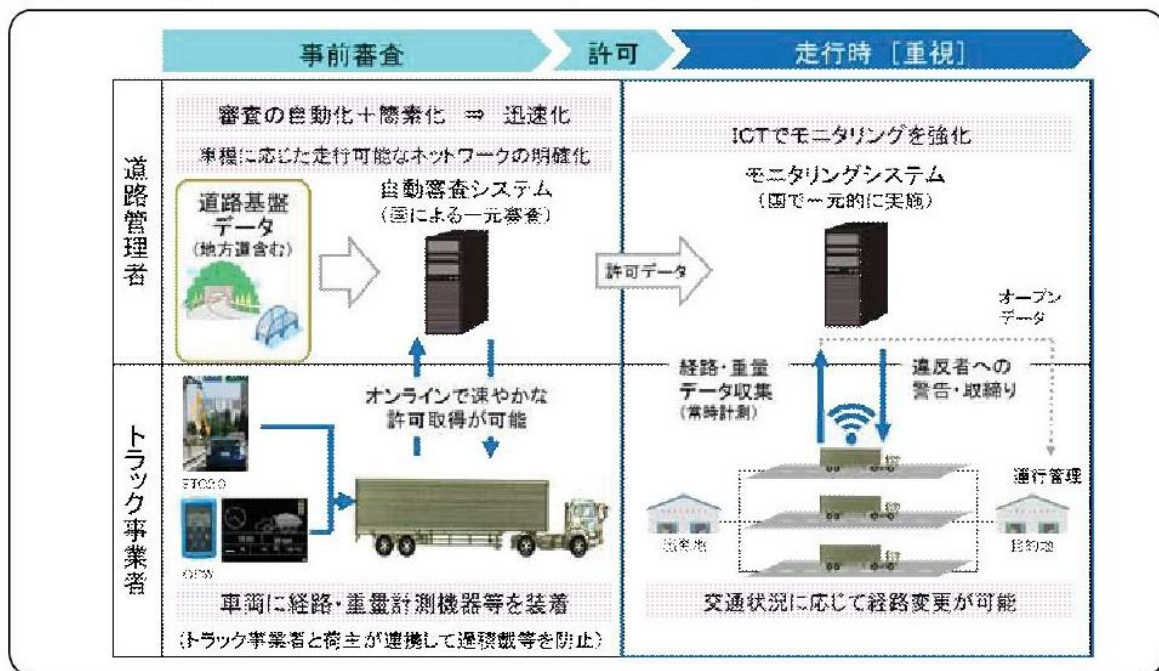 事前審査
許可
走行時 [重視]
道路管理者
審査の自動化＋簡素化 ⇒ 迅速化
車種に応じた走行可能なネットワークの明確化
道路基盤
データ
(地方道含む)
自動審査システム
(国による一元審査)
許可データ
ICTでモニタリングを強化
モニタリングシステム
(国で一元的に実施)
オープン
データ
トラック事業者
オンラインで速やかな
許可取得が可能
ETC2.0
OBW
車両に経路・重量計測機器等を装着
(トラック事業者と荷主が連携して過積載等を防止)
経路・重量
データ収集
(常時計測)
違反者への
警告・取締り
運行管理
出発地
目的地
交通状況に応じて経路変更が可能